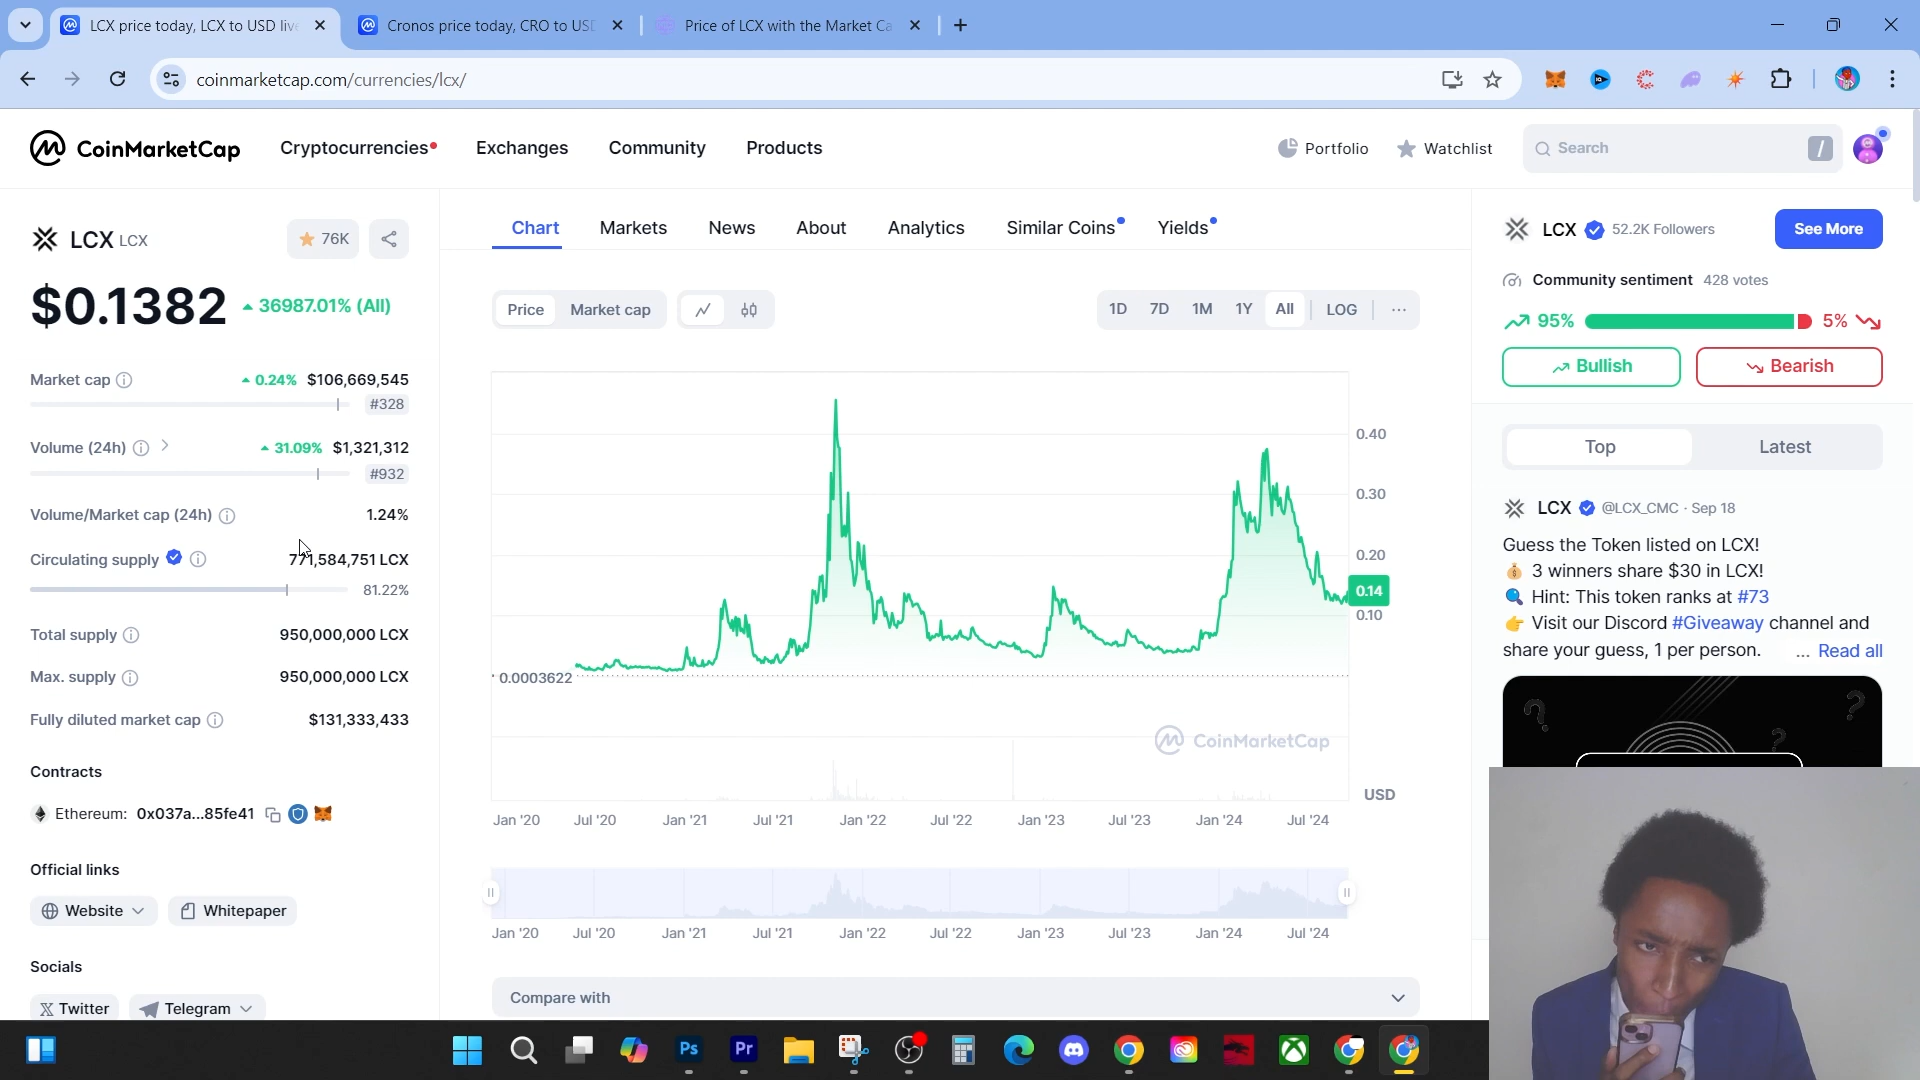 LCX price today, LCX to USD live
Cronos price today, CRO to USD
Price of LCX with the Market Ca
coinmarketcap.com/currencies/lcx/
CoinMarketCap
Cryptocurrencies
Exchanges
Community
Products
Portfolio
Watchlist
Search
/
LCX LCX
76K
$0.1382
36987.01% (All)
Market cap
0.24% $106,669,545
#328
Volume (24h)
31.09% $1,321,312
#932
Volume/Market cap (24h)
1.24%
Circulating supply
771,584,751 LCX
81.22%
Total supply
950,000,000 LCX
Max. supply
950,000,000 LCX
Fully diluted market cap
$131,333,433
Contracts
Ethereum: 0x037a...85fe41
Official links
Website
Whitepaper
Socials
Twitter
Telegram
Chart
Markets
News
About
Analytics
Similar Coins
Yields
Price
Market cap
1D
7D
1M
1Y
All
LOG
...
0.40
0.30
0.20
0.14
0.10
0.0003622
CoinMarketCap
USD
Jan '20
Jul '20
Jan '21
Jul '21
Jan '22
Jul '22
Jan '23
Jul '23
Jan '24
Jul '24
Jan '20
Jul '20
Jan '21
Jul '21
Jan '22
Jul '22
Jan '23
Jul '23
Jan '24
Jul '24
Compare with
LCX 52.2K Followers
See More
Community sentiment 428 votes
95%
5%
Bullish
Bearish
Top
Latest
LCX @LCX_CMC · Sep 18
Guess the Token listed on LCX!
3 winners share $30 in LCX!
Hint: This token ranks at #73
Visit our Discord #Giveaway channel and
share your guess, 1 per person. ... Read all
? ? ?
Ps
Pr